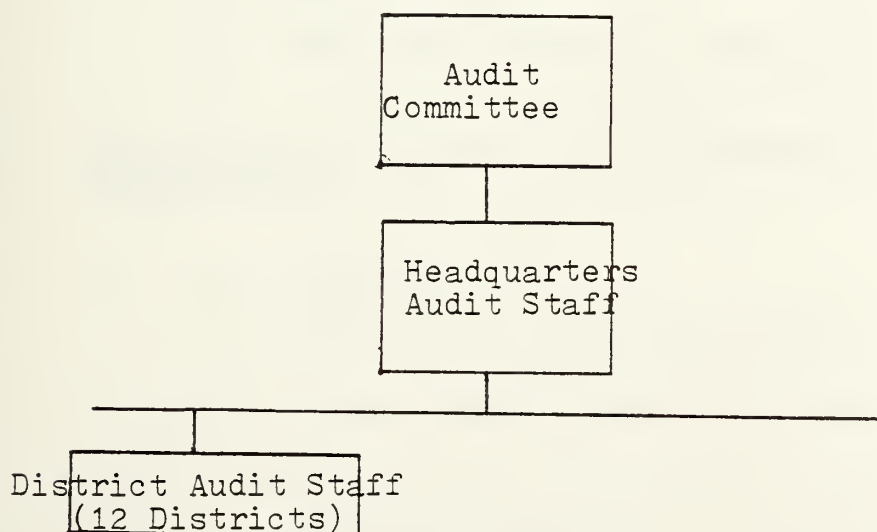 Audit
Committee
Headquarters
Audit Staff
District Audit Staff
(12 Districts)